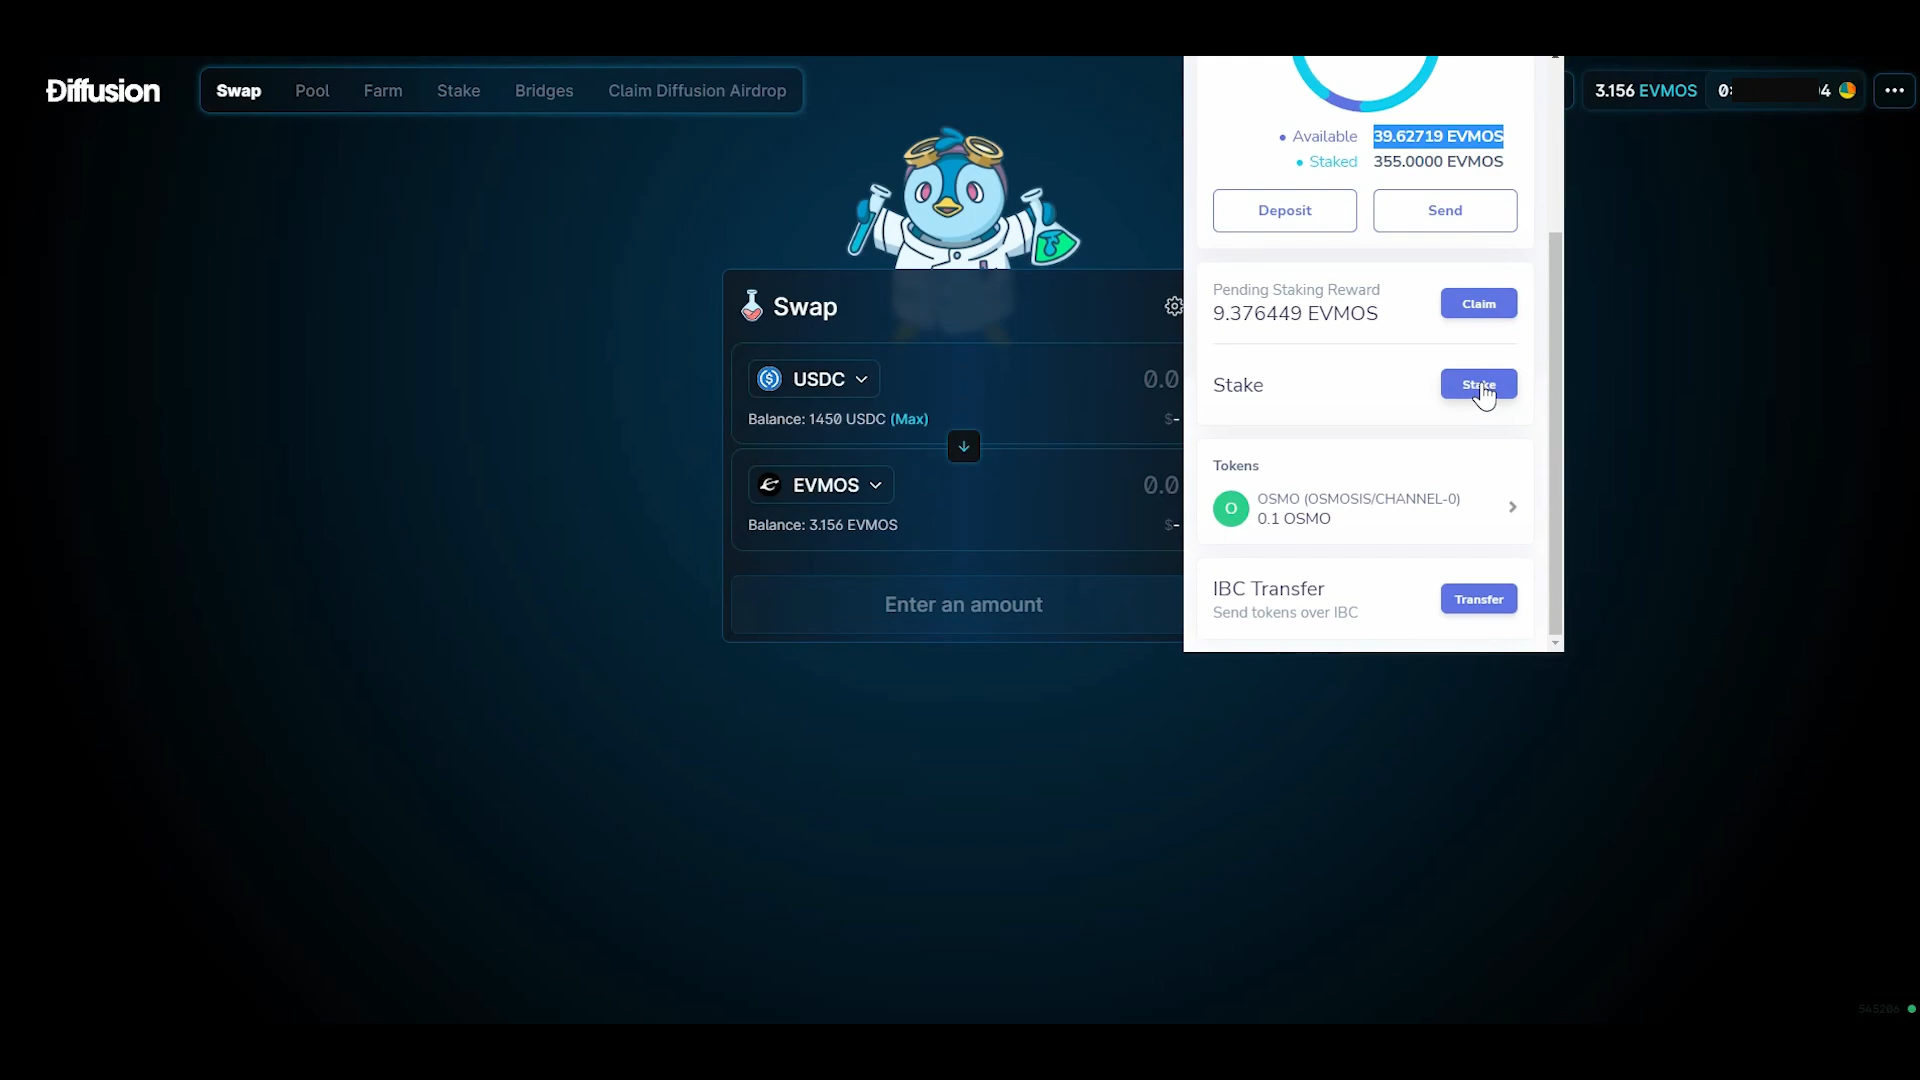 Diffusion
Swap Pool Farm Stake Bridges Claim Diffusion Airdrop
3.156 EVMOS 0: 4
Available 39.62719 EVMOS
Staked 355.0000 EVMOS
Deposit Send
Pending Staking Reward
9.376449 EVMOS
Claim
Stake
Stake
Tokens
O
OSMO (OSMOSIS/CHANNEL-0)
0.1 OSMO
IBC Transfer
Send tokens over IBC
Transfer
Swap
USDC 0.0
Balance: 1450 USDC (Max) $-
EVMOS 0.0
Balance: 3.156 EVMOS $-
Enter an amount
545206